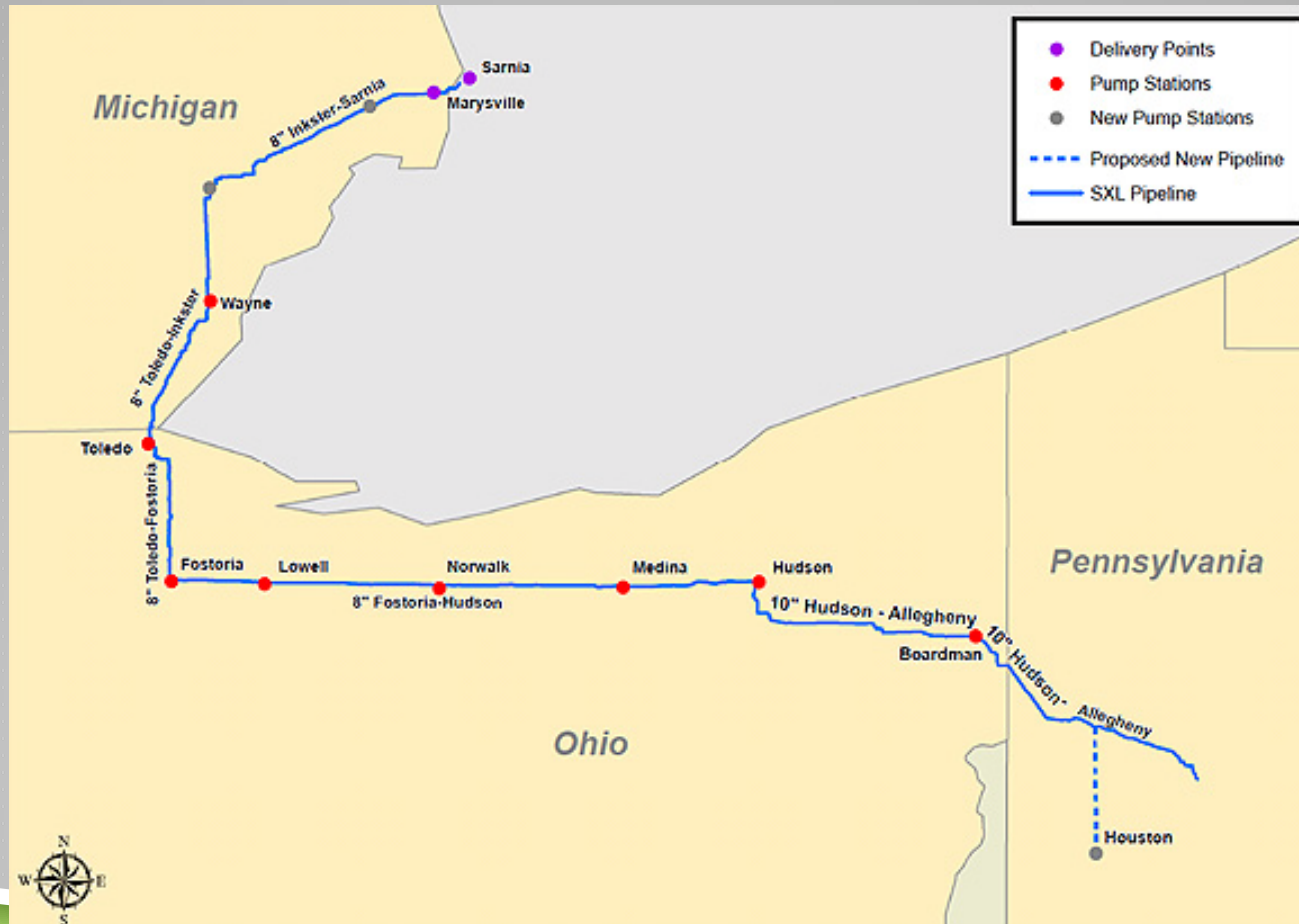 Michigan
Sarnia
Marysville
8" Inkster-Sarnia
Delivery Points
Pump Stations
New Pump Stations
Proposed New Pipeline
SXL Pipeline
Wayne
8" Toledo-Inkster
Toledo
8" Toledo-Fostoria
Fostoria
Lowell
Norwalk
Medina
Hudson
8" Fostoria-Hudson
10" Hudson - Allegheny
Boardman
10" Hudson- Allegheny
Pennsylvania
Ohio
Houston
N
W
E
S